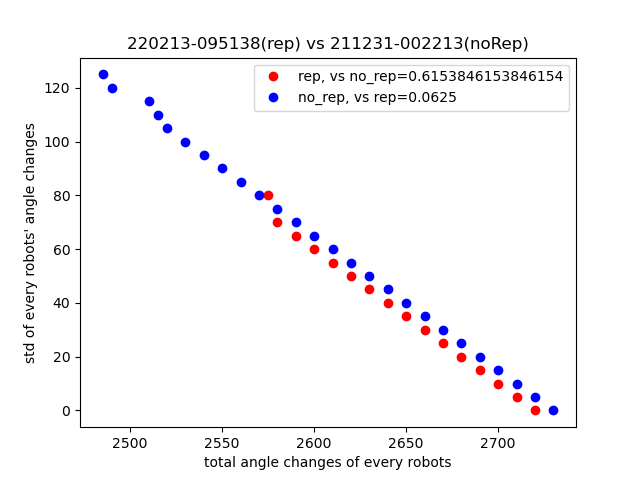 220213-095138(rep) vs 211231-002213(noRep)
rep, vs no_rep=0.6153846153846154
no_rep, vs rep=0.0625
std of every robots' angle changes
120
100
80
60
40
20
0
2500 2550 2600 2650 2700
total angle changes of every robots